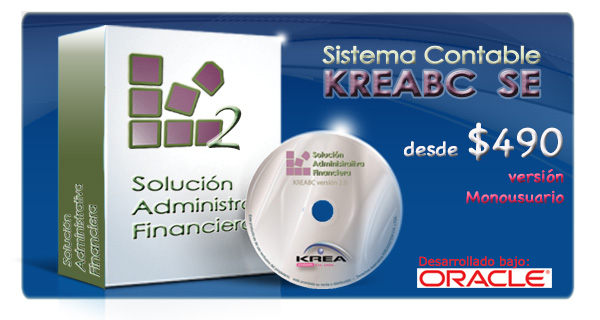 Sistema Contable
KREABC SE
desde $490
versión
Monousuario
Desarrollado bajo:
ORACLE
2
Solución
Administra
Financiera
Solución
Administrativa
Financiera
Solución
Administrativa
Financiera
KREABC versión 2.0
KREA